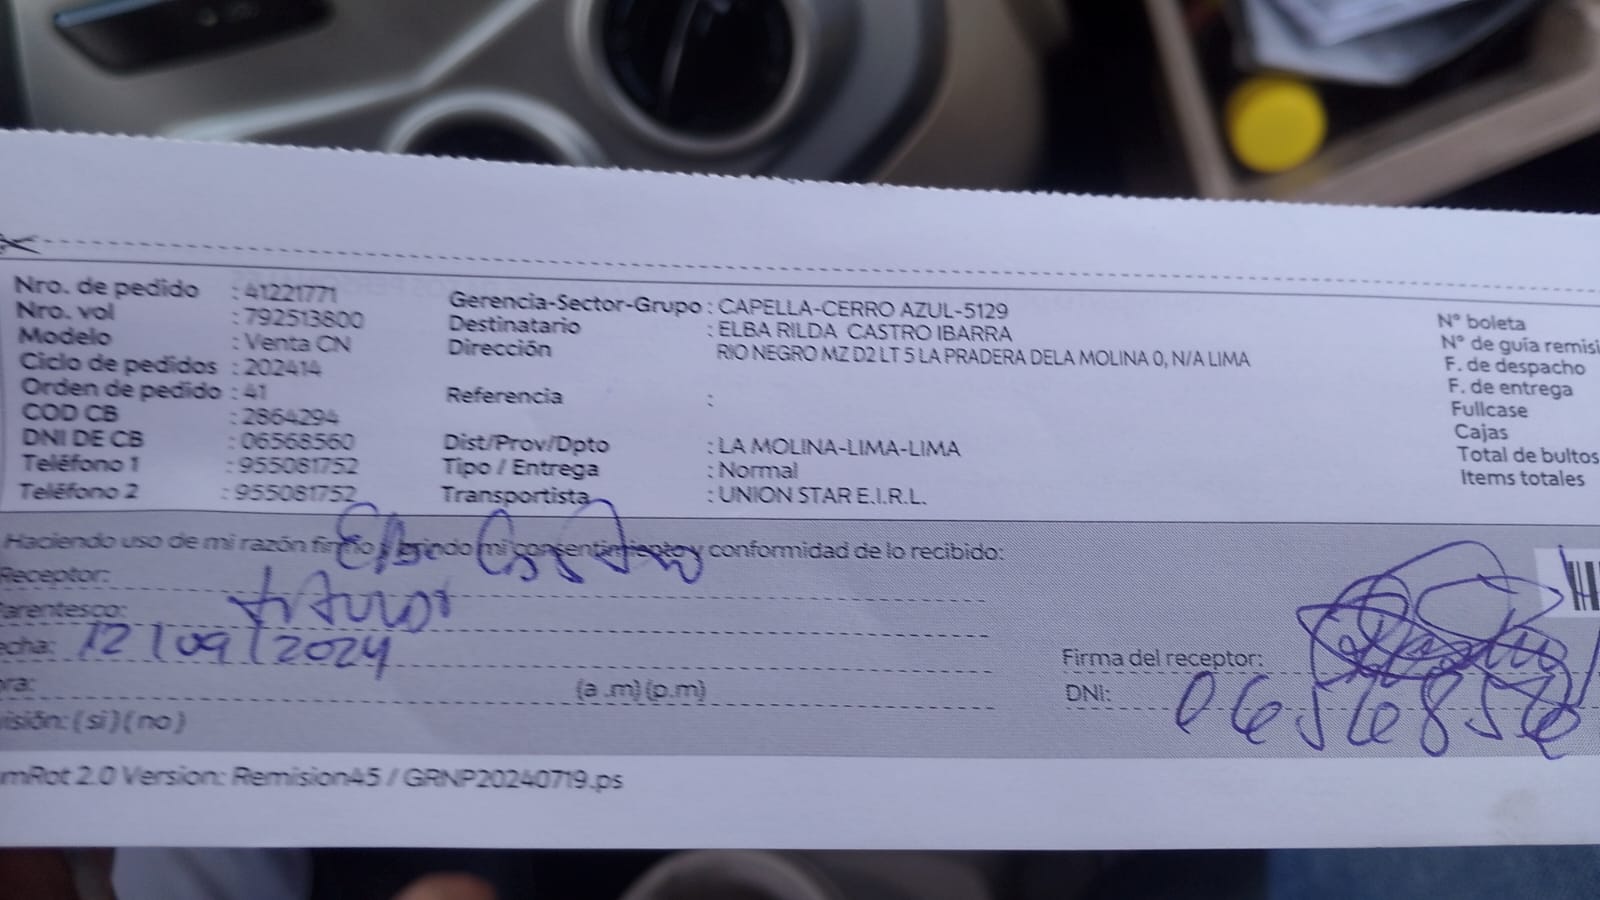 Nro. de pedido : 41221771
Nro. vol : 792513800
Modelo : Venta CN
Ciclo de pedidos : 202414
Orden de pedido : 41
COD CB : 2864294
DNI DE CB : 06568560
Teléfono 1 : 955081752
Teléfono 2 : 955081752
Gerencia-Sector-Grupo : CAPELLA-CERRO AZUL-5129
Destinatario : ELBA RILDA CASTRO IBARRA
Dirección RIO NEGRO MZ D2 LT 5 LA PRADERA DELA MOLINA 0, N/A LIMA
Referencia :
Dist/Prov/Dpto : LA MOLINA-LIMA-LIMA
Tipo / Entrega : Normal
Transportista : UNION STAR E.I.R.L.
N° boleta
N° de guía remisi
F. de despacho
F. de entrega
Fullcase
Cajas
Total de bultos
Items totales
Haciendo uso de mi razón firmo y brindo mi consentimiento y conformidad de lo recibido:
Receptor: Elba Castro
arentesco: titular
echa: 12/09/2024
ora: (a .m) (p.m)
isión: ( si ) ( no )
Firma del receptor:
DNI: 0656856
mRot 2.0 Version: Remision45 / GRNP20240719.ps